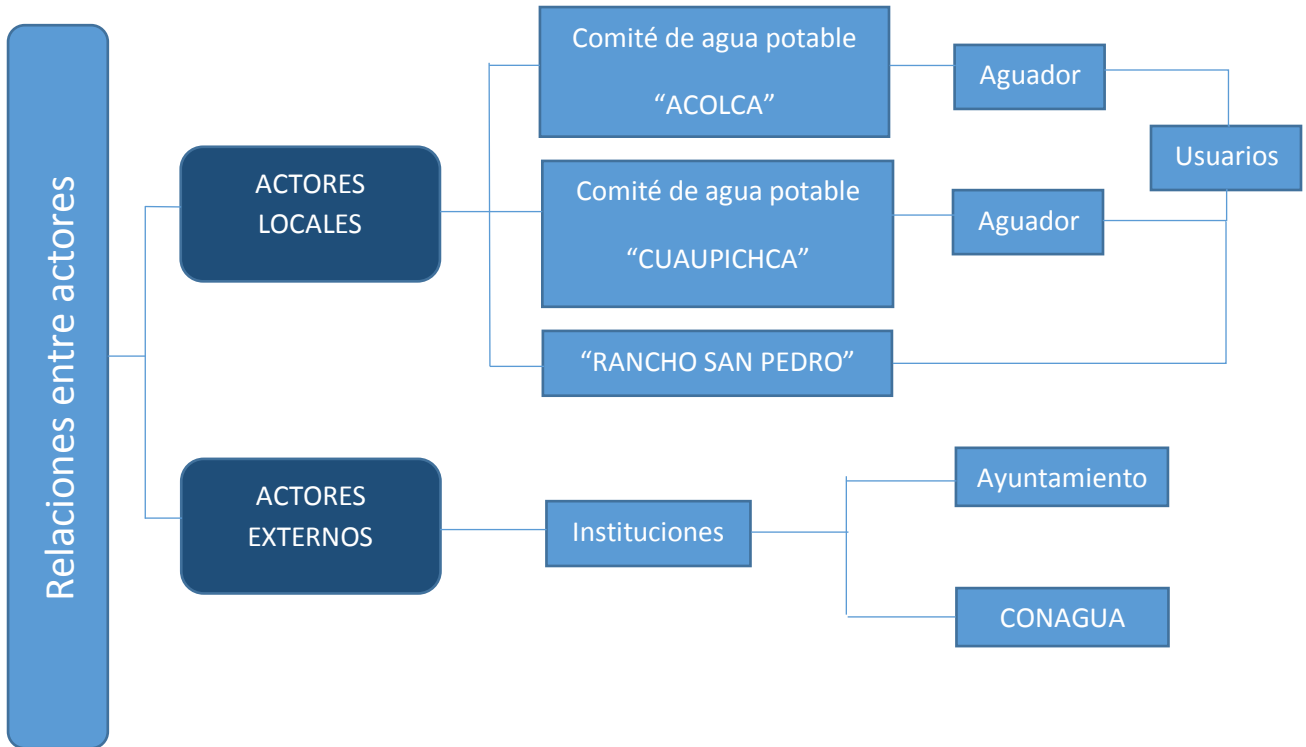 Relaciones entre actores
ACTORES
LOCALES
Comité de agua potable
“ACOLCA”
Aguador
Usuarios
Comité de agua potable
“CUAUPICHCA”
Aguador
“RANCHO SAN PEDRO”
ACTORES
EXTERNOS
Instituciones
Ayuntamiento
CONAGUA